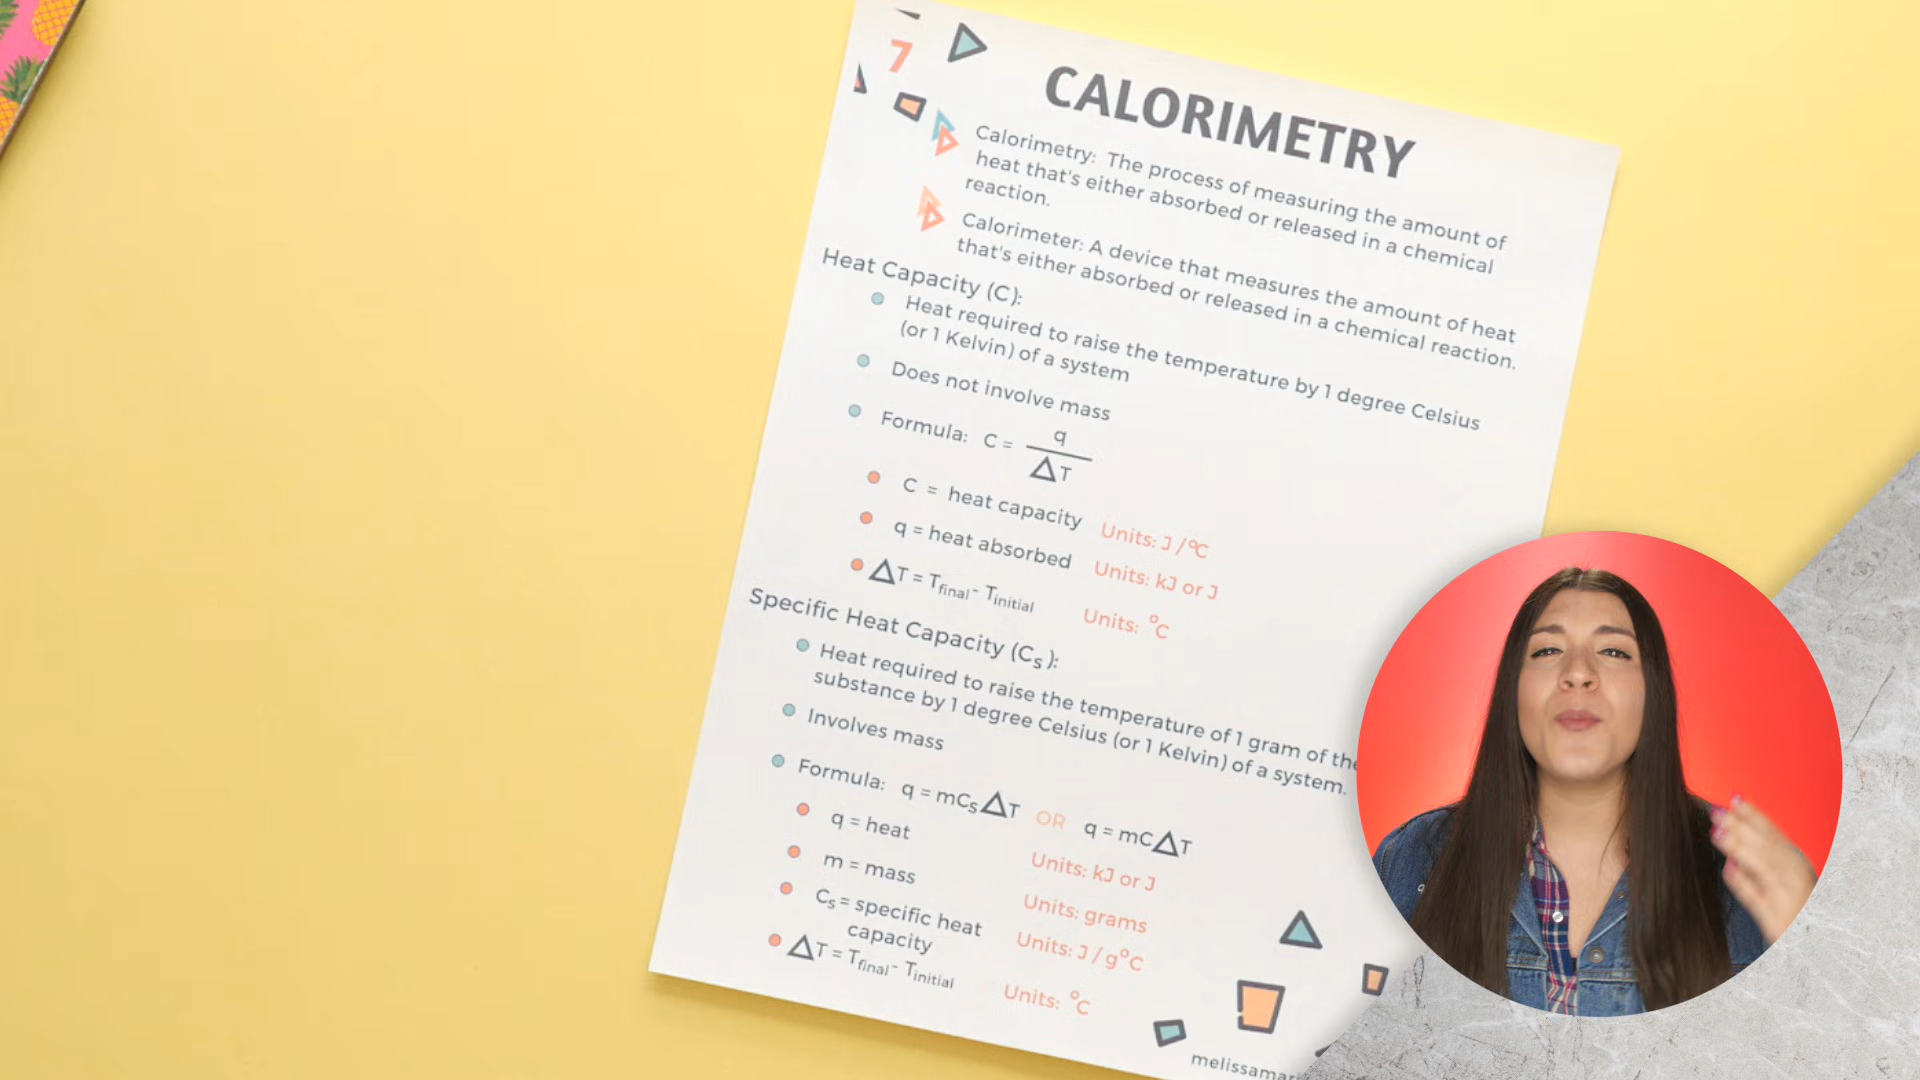 7
CALORIMETRY
Calorimetry: The process of measuring the amount of
heat that's either absorbed or released in a chemical
reaction.
Calorimeter: A device that measures the amount of heat
that's either absorbed or released in a chemical reaction.
Heat Capacity (C):
Heat required to raise the temperature by 1 degree Celsius
(or 1 Kelvin) of a system
Does not involve mass
Formula: C = q / ΔT
C = heat capacity Units: J / °C
q = heat absorbed Units: kJ or J
ΔT = Tfinal - Tinitial Units: °C
Specific Heat Capacity (Cs):
Heat required to raise the temperature of 1 gram of the
substance by 1 degree Celsius (or 1 Kelvin) of a system.
Involves mass
Formula: q = mCsΔT OR q = mCΔT
q = heat Units: kJ or J
m = mass Units: grams
Cs = specific heat
capacity Units: J / g°C
ΔT = Tfinal - Tinitial Units: °C